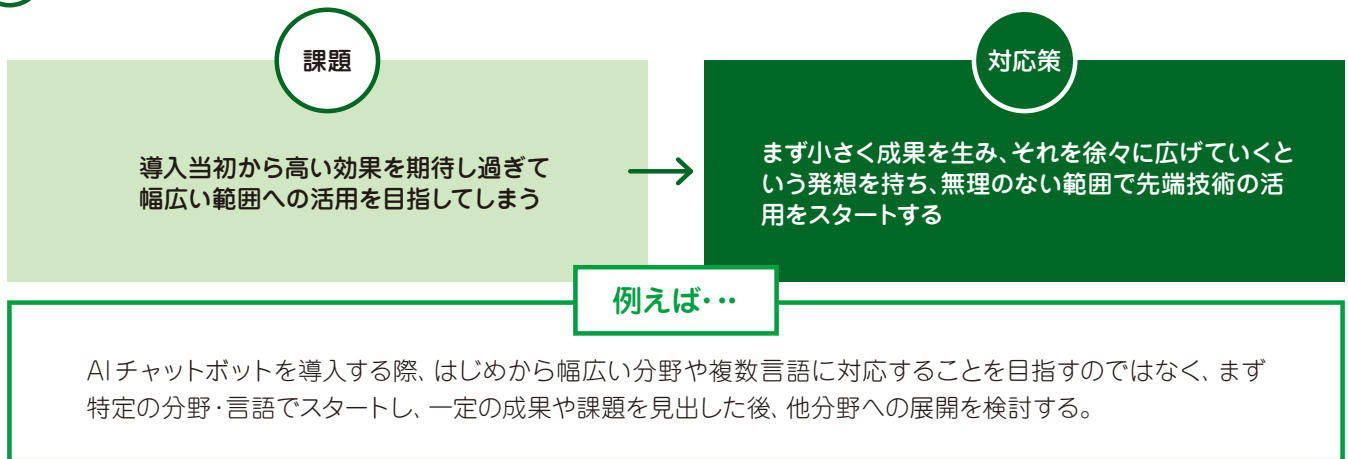 課題
導入当初から高い効果を期待し過ぎて
幅広い範囲への活用を目指してしまう
対応策
まず小さく成果を生み、それを徐々に広げていくと
いう発想を持ち、無理のない範囲で先端技術の活
用をスタートする
例えば・・・
AIチャットボットを導入する際、はじめから幅広い分野や複数言語に対応することを目指すのではなく、まず
特定の分野・言語でスタートし、一定の成果や課題を見出した後、他分野への展開を検討する。